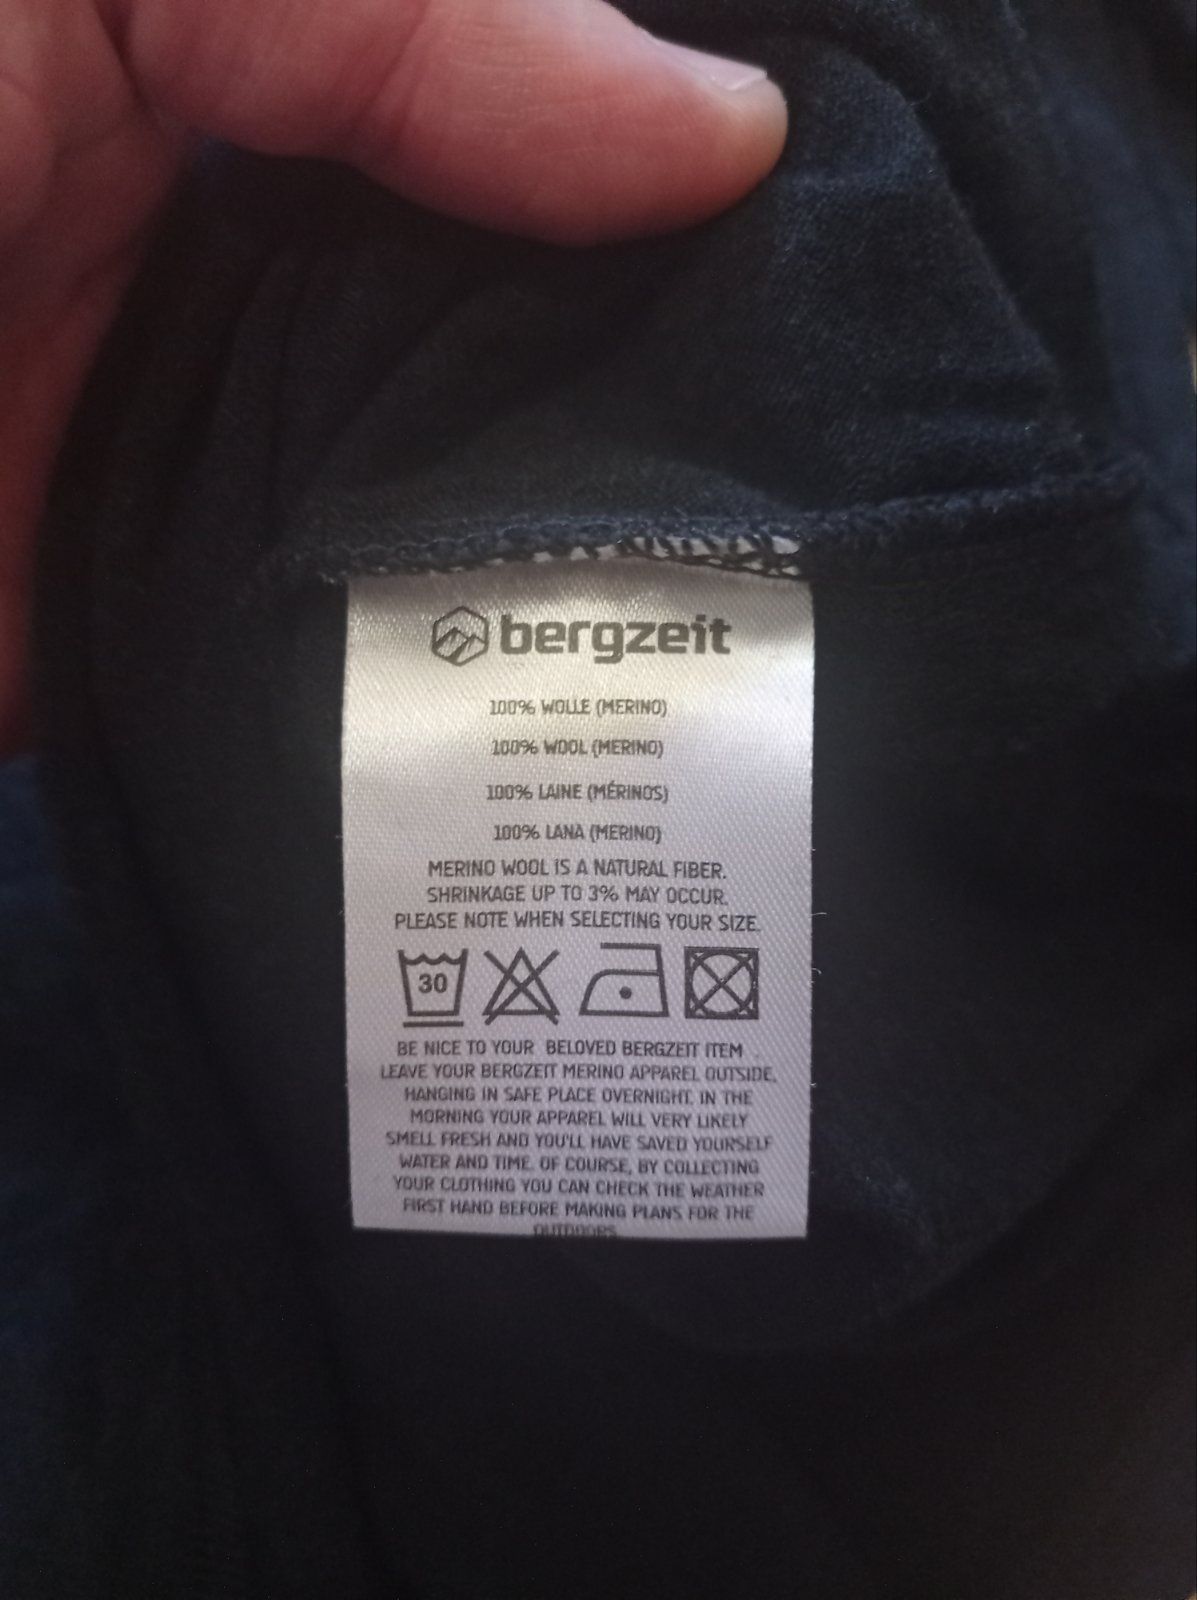 bergzeit
100% WOLLE (MERINO)
100% WOOL (MERINO)
100% LAINE (MÉRINOS)
100% LANA (MERINO)
MERINO WOOL IS A NATURAL FIBER.
SHRINKAGE UP TO 3% MAY OCCUR.
PLEASE NOTE WHEN SELECTING YOUR SIZE.
30
BE NICE TO YOUR BELOVED BERGZEIT ITEM
LEAVE YOUR BERGZEIT MERINO APPAREL OUTSIDE,
HANGING IN SAFE PLACE OVERNIGHT. IN THE
MORNING YOUR APPAREL WILL VERY LIKELY
SMELL FRESH AND YOU'LL HAVE SAVED YOURSELF
WATER AND TIME. OF COURSE, BY COLLECTING
YOUR CLOTHING YOU CAN CHECK THE WEATHER
FIRST HAND BEFORE MAKING PLANS FOR THE
OUTDOORS